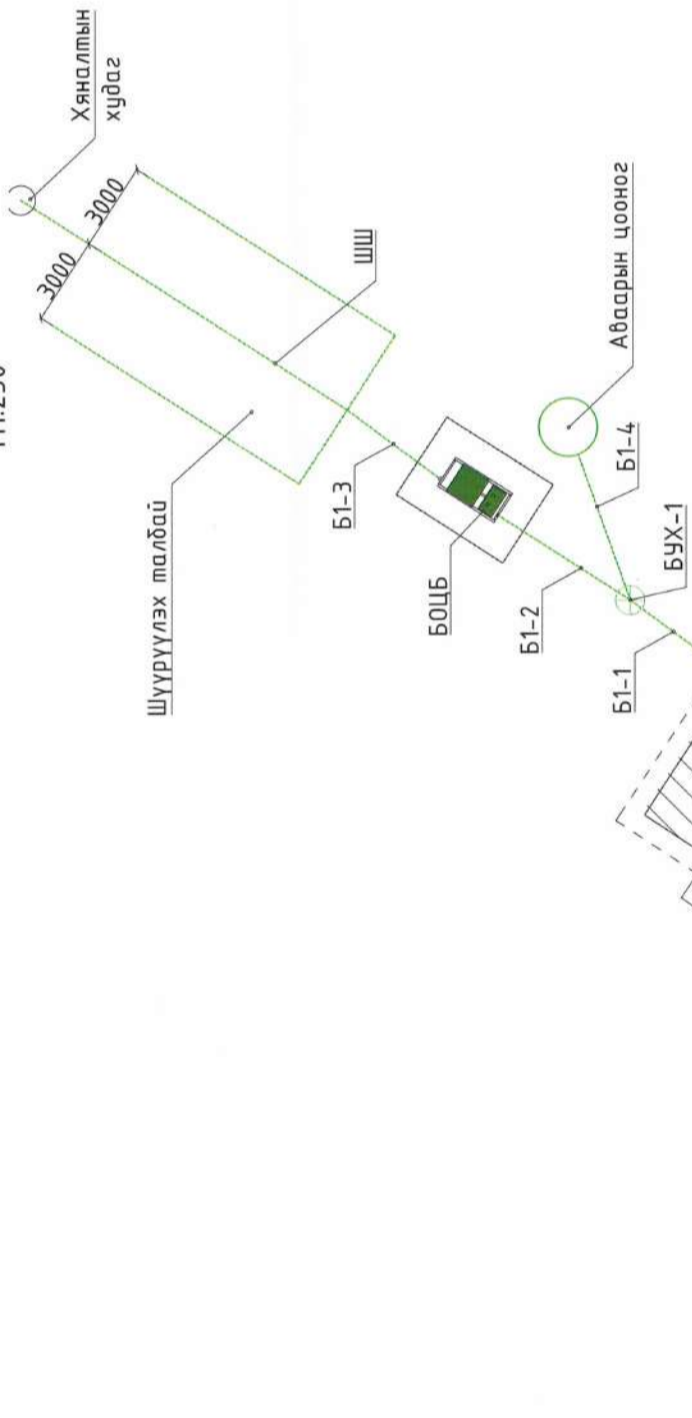 Хяналтын
худаг
3000
3000
ШШ
Шүүрүүлэх талбай
Б1-3
Аваарын цооног
БОЦБ
Б1-4
Б1-2
БУХ-1
Б1-1